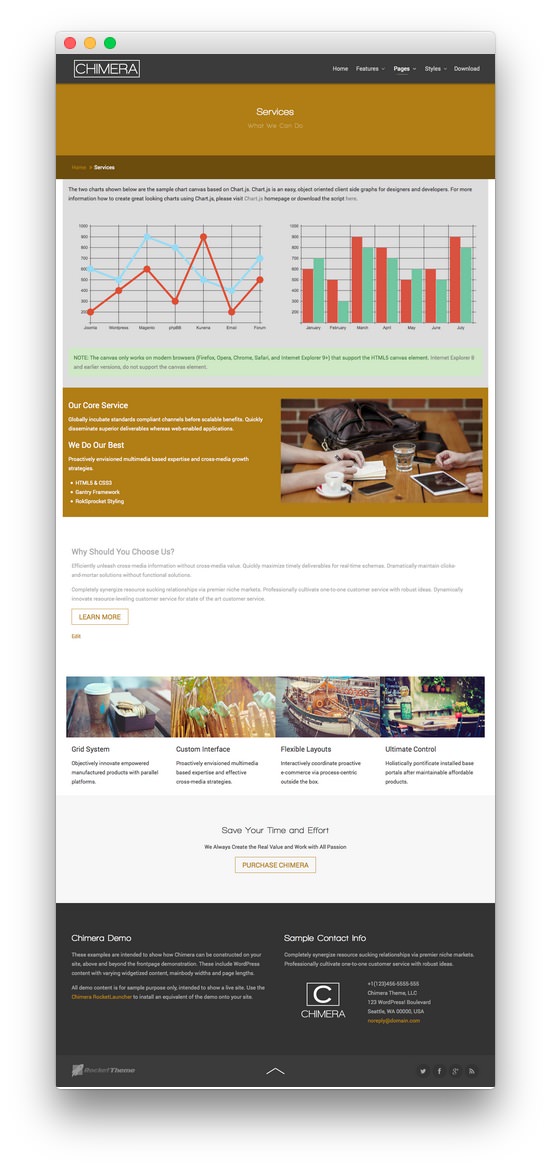 CHIMERA
Home Features Pages Styles Download
Services
What We Can Do
Home > Services
The two charts shown below are the sample chart canvas based on Chart.js. Chart.js is an easy, object oriented client side graphs for designers and developers. For more
information how to create great looking charts using Chart.js, please visit Chart.js homepage or download the script here.
1000
900
800
700
600
500
400
300
200
Joomla Wordpress Magento phpBB Kunena Email Forum
1000
900
800
700
600
500
400
300
200
January February March April May June July
NOTE: The canvas only works on modern browsers (Firefox, Opera, Chrome, Safari, and Internet Explorer 9+) that support the HTML5 canvas element. Internet Explorer 8
and earlier versions, do not support the canvas element.
Our Core Service
Globally incubate standards compliant channels before scalable benefits. Quickly
disseminate superior deliverables whereas web-enabled applications.
We Do Our Best
Proactively envisioned multimedia based expertise and cross-media growth
strategies.
HTML5 & CSS3
Gantry Framework
RokSprocket Styling
Why Should You Choose Us?
Efficiently unleash cross-media information without cross-media value. Quickly maximize timely deliverables for real-time schemas. Dramatically maintain clicks-
and-mortar solutions without functional solutions.
Completely synergize resource sucking relationships via premier niche markets. Professionally cultivate one-to-one customer service with robust ideas. Dynamically
innovate resource-leveling customer service for state of the art customer service.
LEARN MORE
Edit
Grid System
Objectively innovate empowered
manufactured products with parallel
platforms.
Custom Interface
Proactively envisioned multimedia
based expertise and effective
cross-media strategies.
Flexible Layouts
Interactively coordinate proactive
e-commerce via process-centric
outside the box.
Ultimate Control
Holistically pontificate installed base
portals after maintainable affordable
products.
Save Your Time and Effort
We Always Create the Real Value and Work with All Passion
PURCHASE CHIMERA
Chimera Demo
These examples are intended to show how Chimera can be constructed on your
site, above and beyond the frontpage demonstration. These include WordPress
content with varying widgetized content, mainbody widths and page lengths.
All demo content is for sample purpose only, intended to show a live site. Use the
Chimera RocketLauncher to install an equivalent of the demo onto your site.
Sample Contact Info
Completely synergize resource sucking relationships via premier niche markets.
Professionally cultivate one-to-one customer service with robust ideas.
C
CHIMERA
+1(123)456-5555-555
Chimera Theme, LLC
123 WordPress! Boulevard
Seattle, WA 00000, USA
noreply@domain.com
RocketTheme